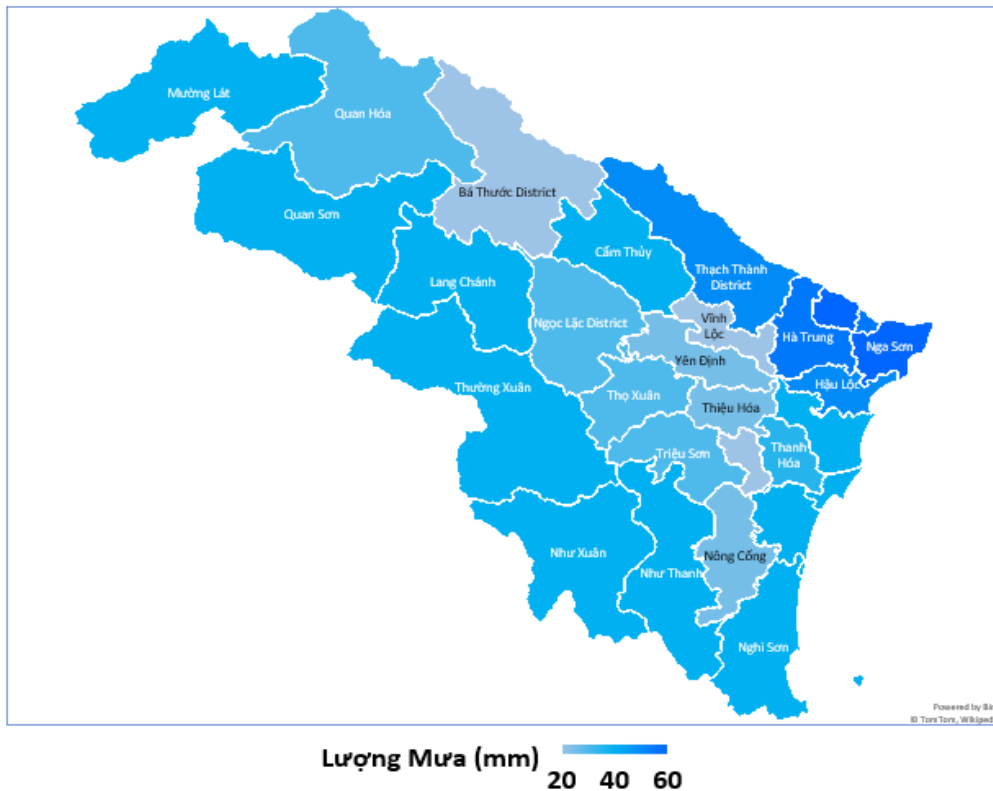 Mường Lát
Quan Hóa
Bá Thước District
Quan Sơn
Cẩm Thủy
Lang Chánh
Thạch Thành
District
Ngọc Lặc District
Vĩnh
Lộc
Hà Trung
Nga Sơn
Yên Định
Thường Xuân
Thọ Xuân
Hậu Lộc
Thiệu Hóa
Triệu Sơn
Thanh
Hóa
Như Xuân
Như Thanh
Nông Cống
Nghi Sơn
Powered by Bin
© TomTom, Wikiped
Lượng Mưa (mm)
20 40 60